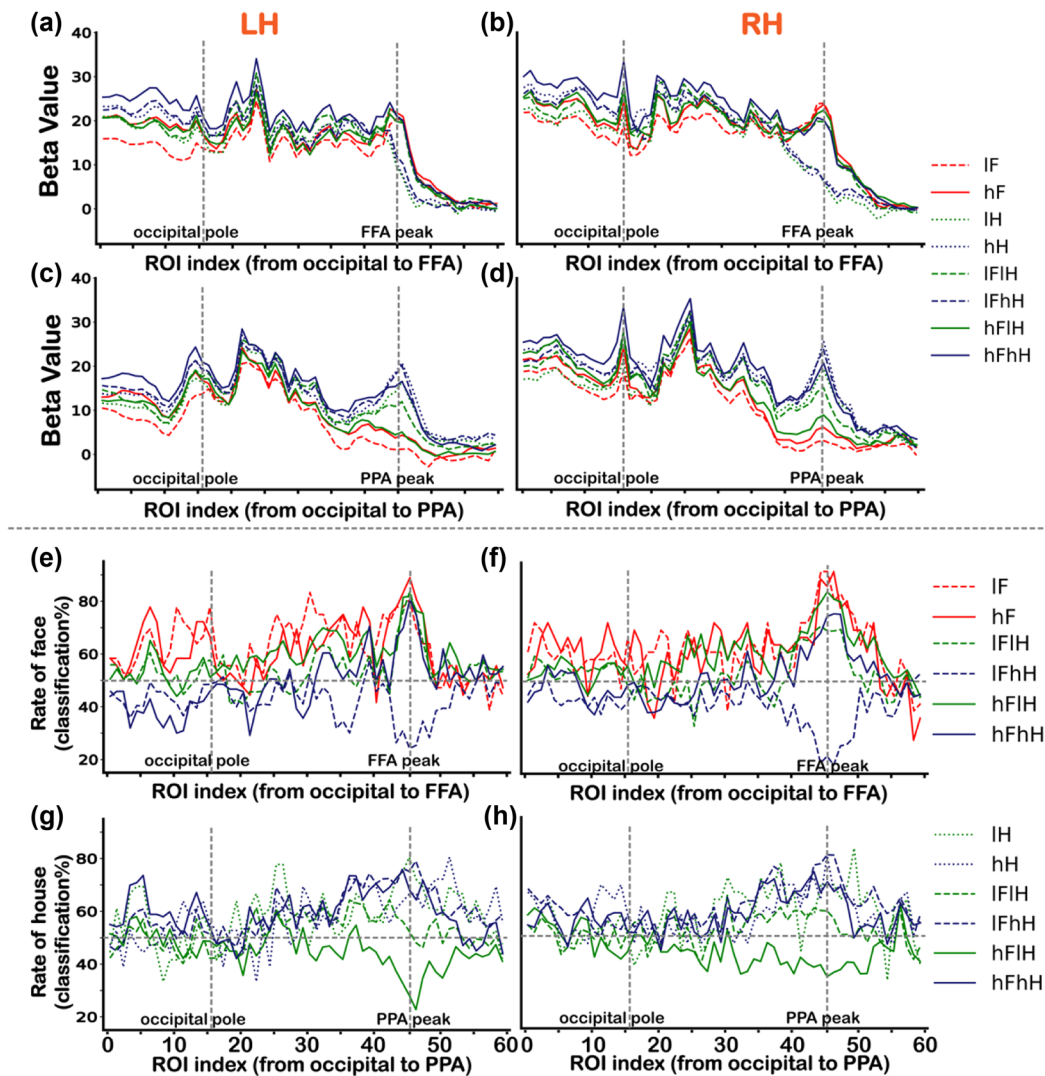 (a) LH (b) RH
Beta Value
40
30
20
10
0
occipital pole FFA peak
ROI index (from occipital to FFA)
occipital pole FFA peak
ROI index (from occipital to FFA)
lF
hF
lH
hH
lFlH
lFhH
hFlH
hFhH
(c) (d)
Beta Value
40
30
20
10
0
occipital pole PPA peak
ROI index (from occipital to PPA)
occipital pole PPA peak
ROI index (from occipital to PPA)
(e) (f)
Rate of face
(classification%)
80
60
40
20
occipital pole FFA peak
ROI index (from occipital to FFA)
occipital pole FFA peak
ROI index (from occipital to FFA)
lF
hF
lFlH
lFhH
hFlH
hFhH
(g) (h)
Rate of house
(classification%)
80
60
40
20
occipital pole PPA peak
0 10 20 30 40 50 60
ROI index (from occipital to PPA)
occipital pole PPA peak
0 10 20 30 40 50 60
ROI index (from occipital to PPA)
lH
hH
lFlH
lFhH
hFlH
hFhH